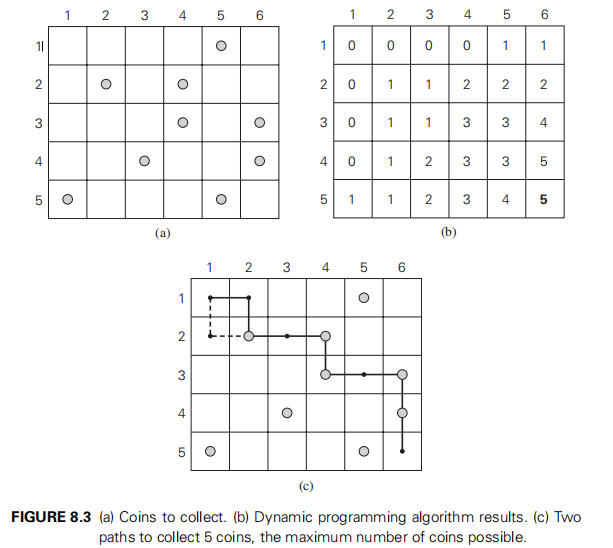 1 2 3 4 5 6
1
2
3
4
5
(a)
1 2 3 4 5 6
1 0 0 0 0 1 1
2 0 1 1 2 2 2
3 0 1 1 3 3 4
4 0 1 2 3 3 5
5 1 1 2 3 4 5
(b)
1 2 3 4 5 6
1
2
3
4
5
(c)
FIGURE 8.3 (a) Coins to collect. (b) Dynamic programming algorithm results. (c) Two
paths to collect 5 coins, the maximum number of coins possible.